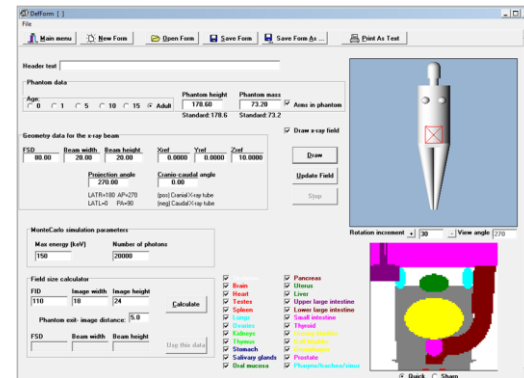 DefForm [ ]
File
Main menu New Form Open Form Save Form Save Form As ... Print As Text
Header text
Phantom data
Age:
0 1 5 10 15 Adult
Phantom height Phantom mass
178.60 73.20 Arms in phantom
Standard: 178.6 Standard: 73.2
Geometry data for the x-ray beam
Draw x-ray field
FSD Beam width Beam height Xref Yref Zref
80.00 20.00 20.00 0.0000 0.0000 10.0000
Draw
Projection angle Cranio-caudal angle
270.00 0.00
Update Field
LATR=180 AP=270 (pos) Cranial X-ray tube
LATL=0 PA=90 (neg) Caudal X-ray tube
Stop
MonteCarlo simulation parameters
Max energy (keV) Number of photons
150 20000
Rotation increment + 30 - View angle 270
Field size calculator
FID Image width Image height
110 18 24
Calculate
Phantom exit- image distance: 5.0
FSD Beam width Beam height
Use this data
Brain
Heart
Testes
Spleen
Lungs
Ovaries
Kidneys
Thymus
Stomach
Salivary glands
Oral mucosa
Pancreas
Uterus
Liver
Upper large intestine
Lower large intestine
Small intestine
Thyroid
Prostate
Pharynx/trachea/sinus
Quick Sharp